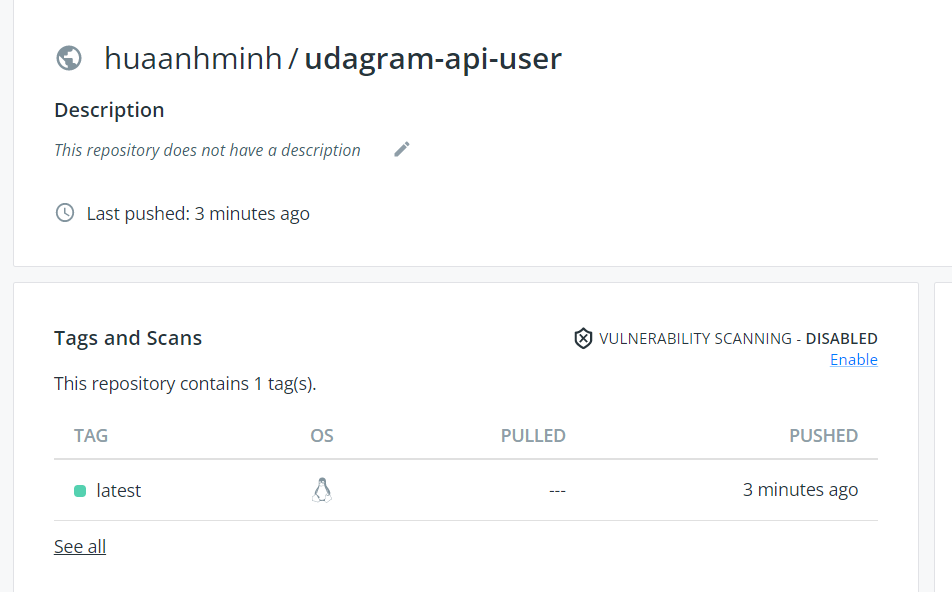 huaanhminh / udagram-api-user
Description
This repository does not have a description
Last pushed: 3 minutes ago
Tags and Scans
VULNERABILITY SCANNING - DISABLED
Enable
This repository contains 1 tag(s).
TAG OS PULLED PUSHED
latest --- 3 minutes ago
See all